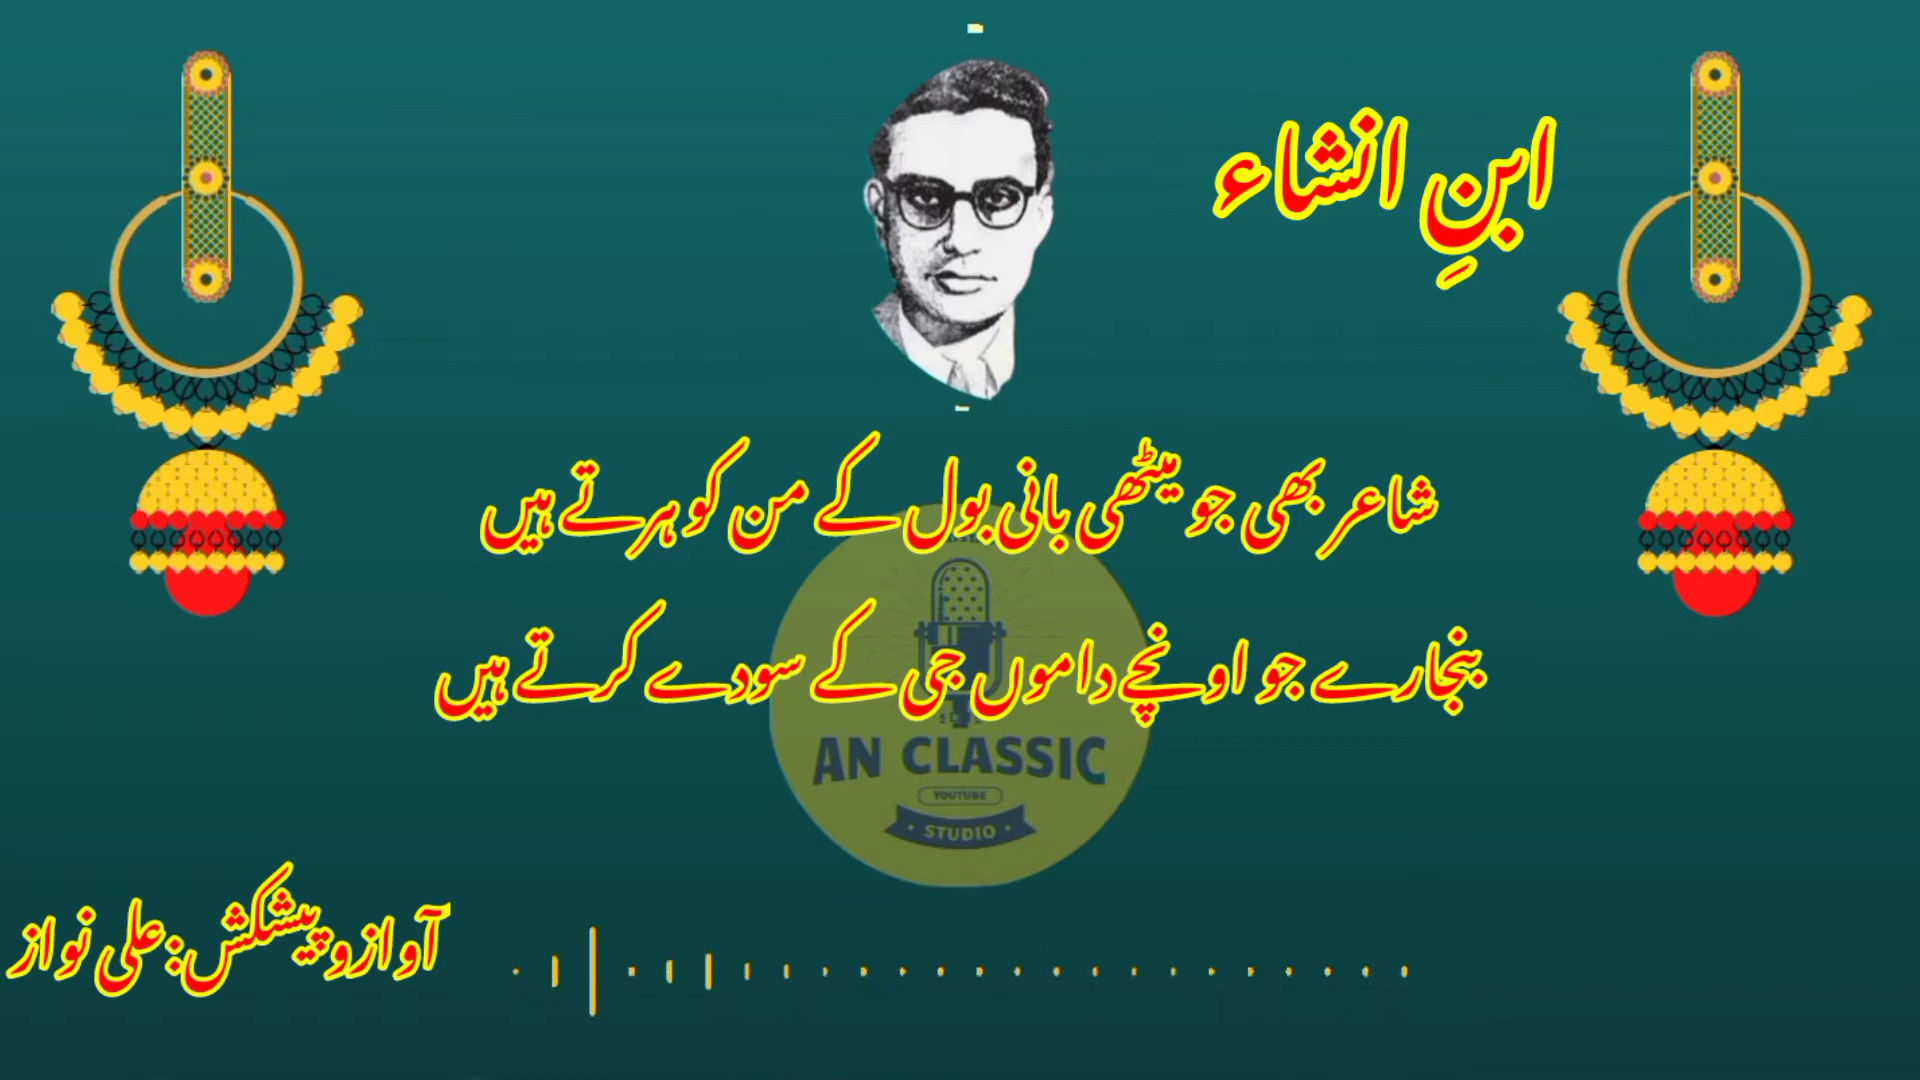 ابنِ انشاء
شاعر بھی جو میٹھی بانی بول کے من کو ہرتے ہیں
بنجارے جو اونچے داموں جی کے سودے کرتے ہیں
AN CLASSIC
YOUTUBE
STUDIO
آواز و پیشکش: علی نواز